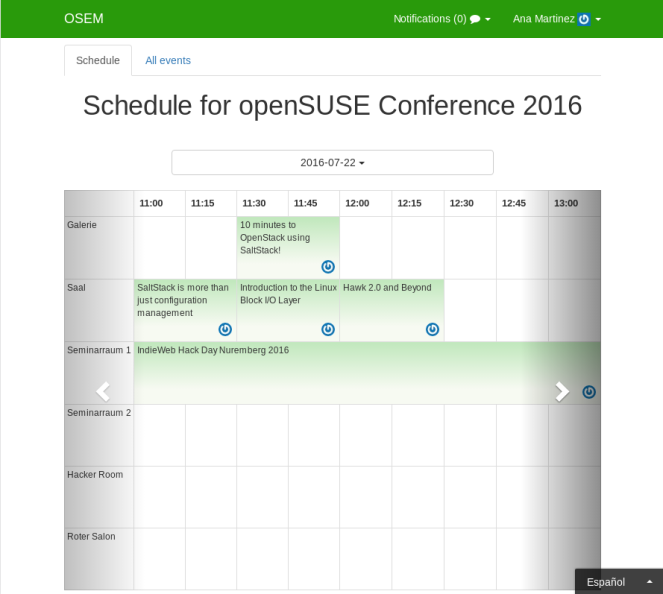 OSEM Notifications (0) Ana Martinez
Schedule All events
Schedule for openSUSE Conference 2016
2016-07-22
11:00 11:15 11:30 11:45 12:00 12:15 12:30 12:45 13:00
Galerie
10 minutes to
OpenStack using
SaltStack!
Saal
SaltStack is more than
just configuration
management
Introduction to the Linux
Block I/O Layer
Hawk 2.0 and Beyond
Seminarraum 1
IndieWeb Hack Day Nuremberg 2016
Seminarraum 2
Hacker Room
Roter Salon
Español